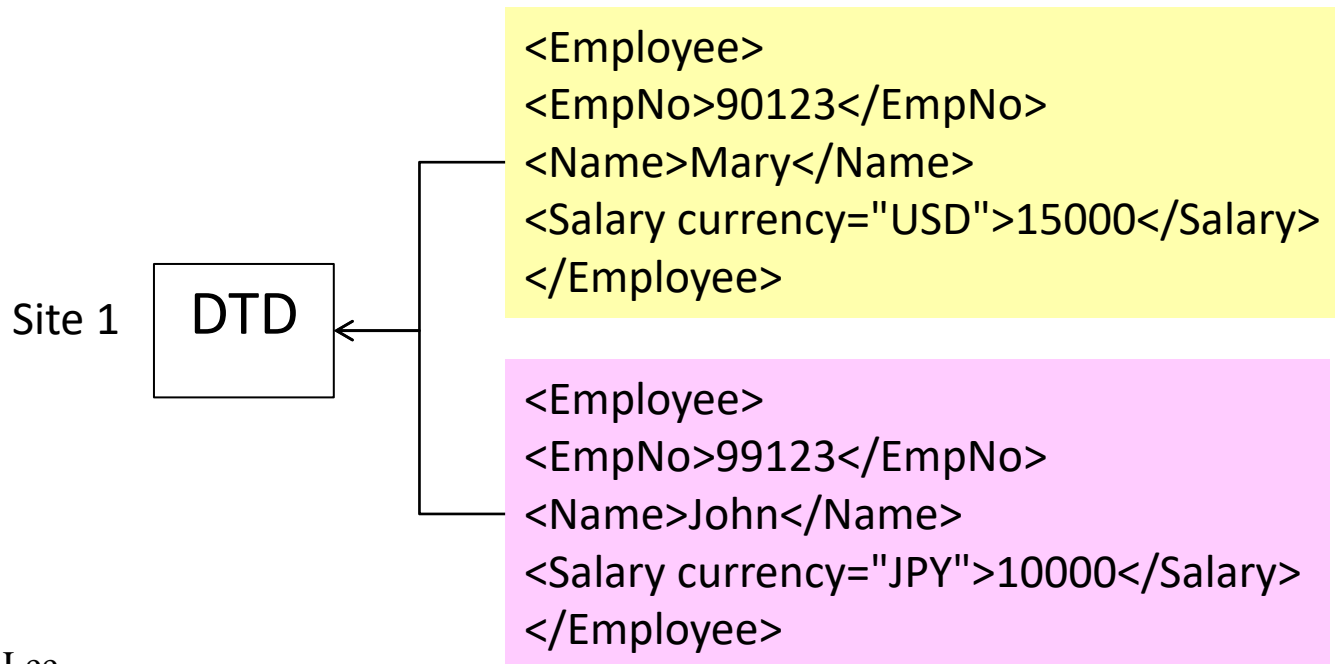 <Employee>
<EmpNo>90123</EmpNo>
<Name>Mary</Name>
<Salary currency="USD">15000</Salary>
</Employee>
Site 1
DTD
<Employee>
<EmpNo>99123</EmpNo>
<Name>John</Name>
<Salary currency="JPY">10000</Salary>
</Employee>